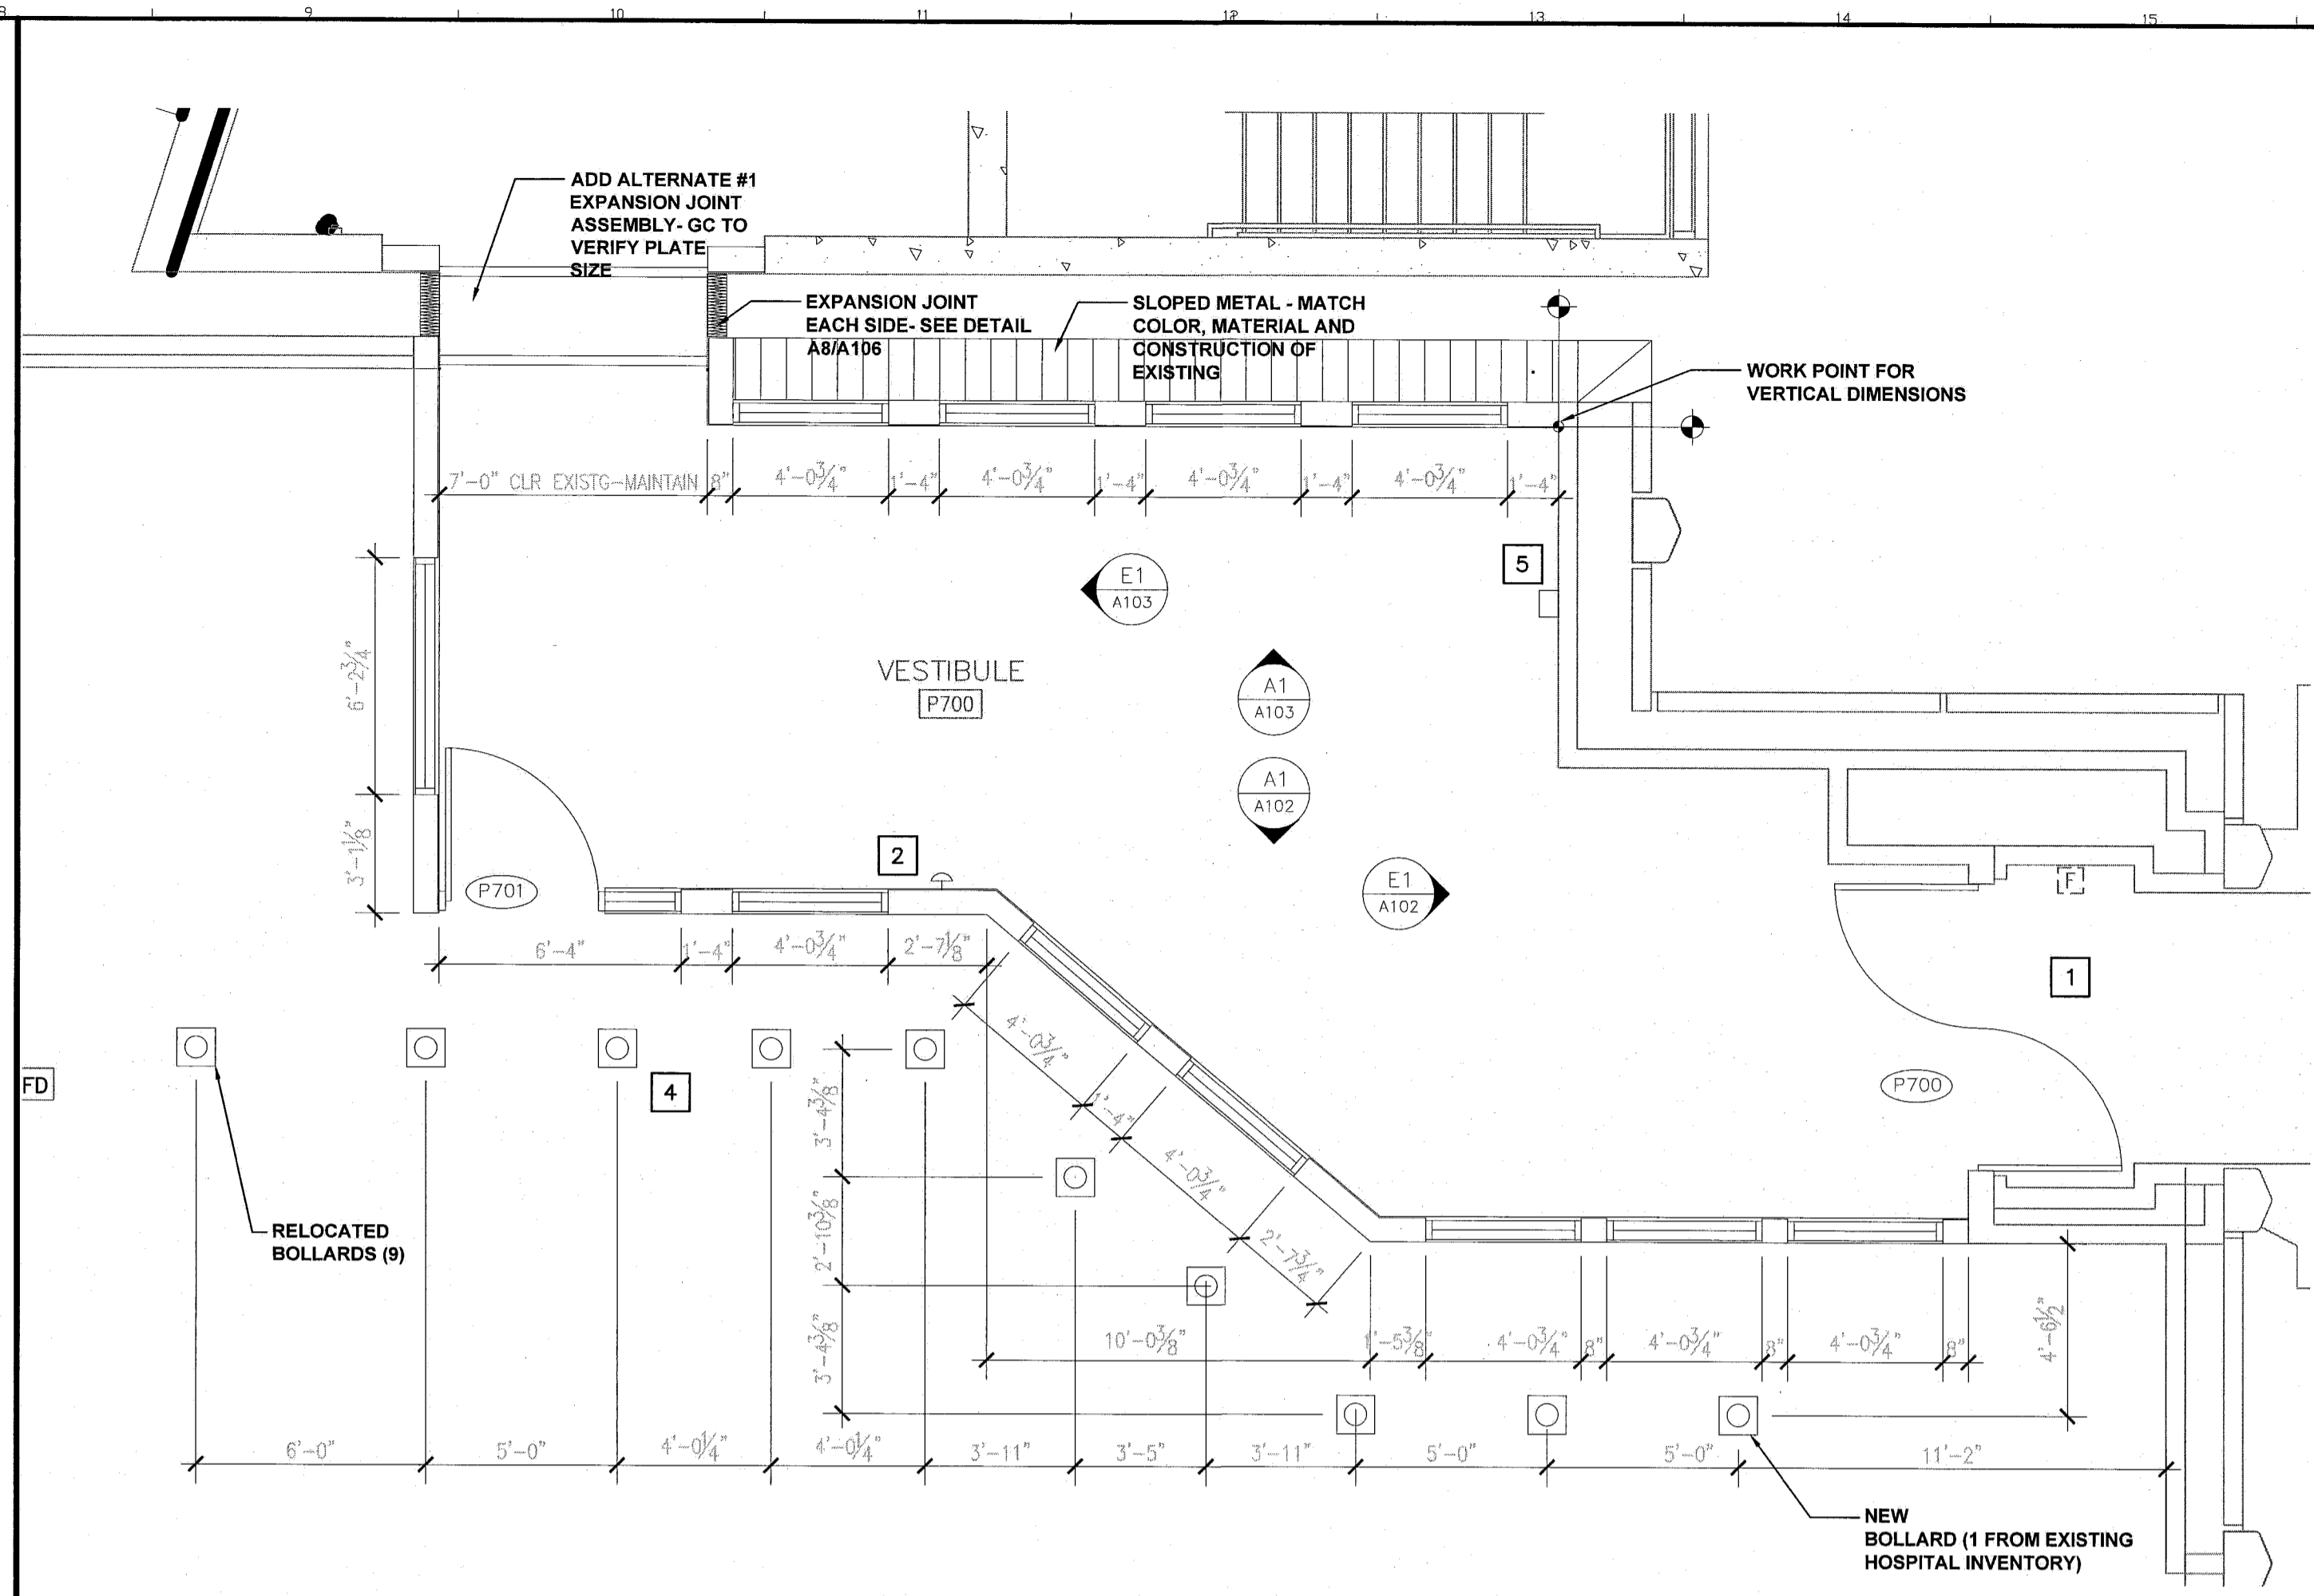 8 9 10 11 12 13 14 15
ADD ALTERNATE #1
EXPANSION JOINT
ASSEMBLY- GC TO
VERIFY PLATE
SIZE
EXPANSION JOINT
EACH SIDE- SEE DETAIL
A8/A106
SLOPED METAL - MATCH
COLOR, MATERIAL AND
CONSTRUCTION OF
EXISTING
WORK POINT FOR
VERTICAL DIMENSIONS
7'-0" CLR EXISTG-MAINTAIN 8" 4'-0¾" 1'-4" 4'-0¾" 1'-4" 4'-0¾" 1'-4" 4'-0¾" 1'-4"
5
E1
A103
6'-2¾"
VESTIBULE
P700
A1
A103
A1
A102
3'-1⅛"
2
P701
E1
A102
F
6'-4" 1'-4" 4'-0¾" 2'-7⅛"
1
4'-0¾"
1'-4"
4'-0¾"
2'-7¾"
FD
4
P700
3'-4⅜"
2'-10⅜"
3'-4⅜"
RELOCATED
BOLLARDS (9)
10'-0⅜" 1'-5⅜" 4'-0¾" 8" 4'-0¾" 8" 4'-0¾" 8"
4'-6½"
6'-0" 5'-0" 4'-0¼" 4'-0¼" 3'-11" 3'-5" 3'-11" 5'-0" 5'-0" 11'-2"
NEW
BOLLARD (1 FROM EXISTING
HOSPITAL INVENTORY)